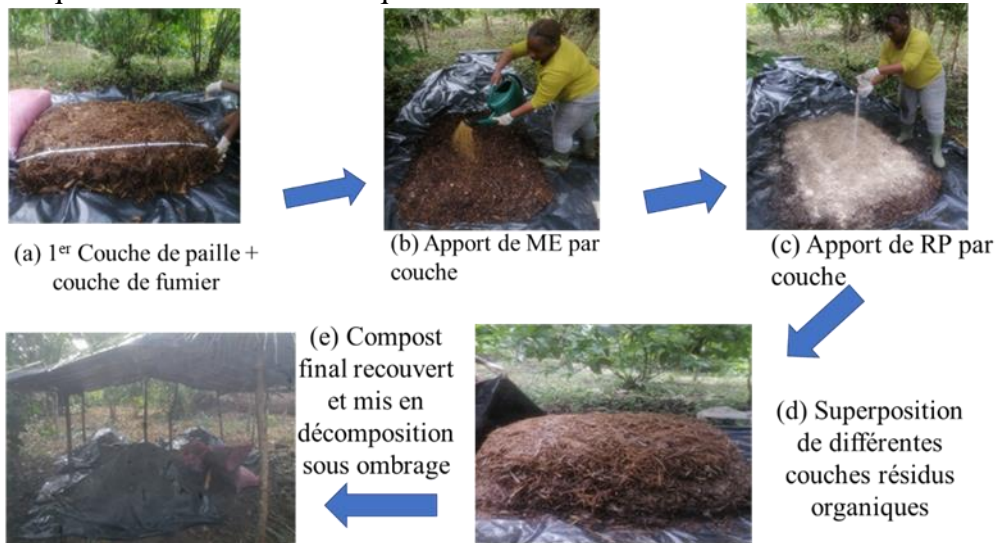 (a) 1er Couche de paille +
couche de fumier
(b) Apport de ME par
couche
(c) Apport de RP par
couche
(d) Superposition
de différentes
couches résidus
organiques
(e) Compost
final recouvert
et mis en
décomposition
sous ombrage